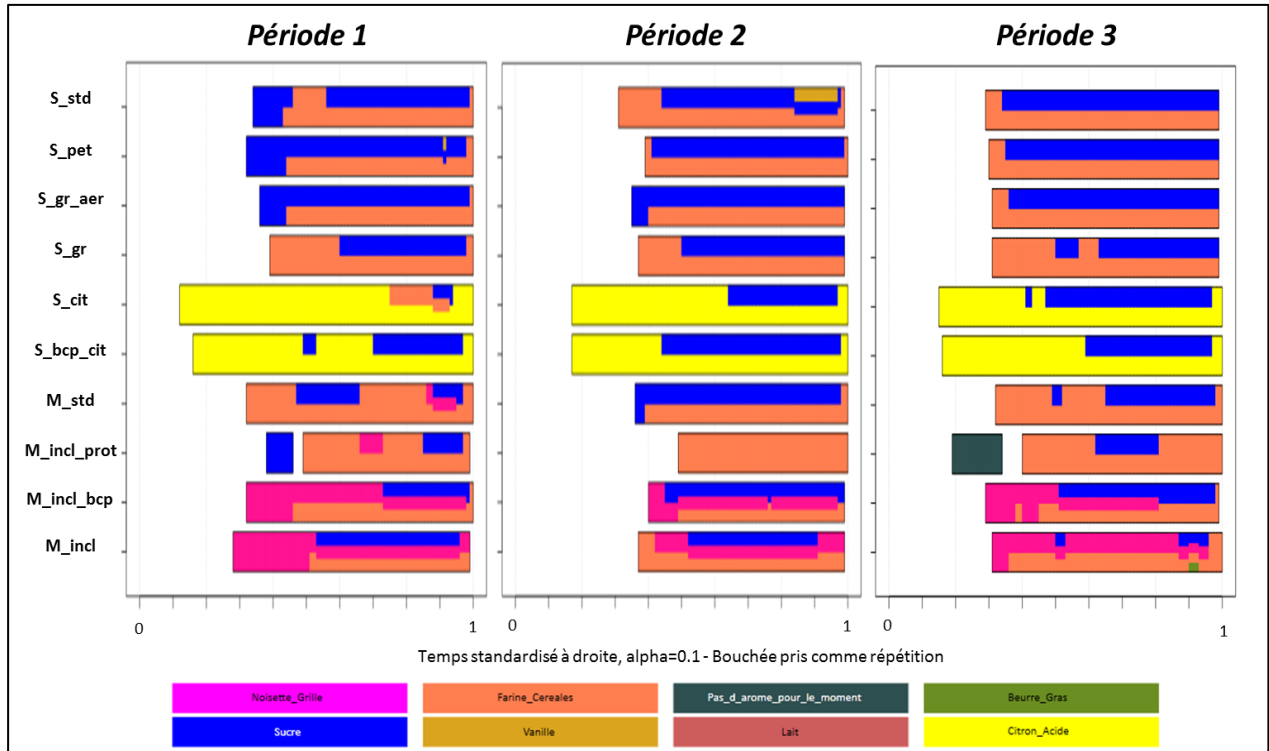 Période 1 Période 2 Période 3
S_std
S_pet
S_gr_aer
S_gr
S_cit
S_bcp_cit
M_std
M_incl_prot
M_incl_bcp
M_incl
0 1 0 1 0 1
Temps standardisé à droite, alpha=0.1 - Bouchée pris comme répétition
Noisette_Grille Farine_Cereales Pas_d_arome_pour_le_moment Beurre_Gras
Sucre Vanille Lait Citron_Acide